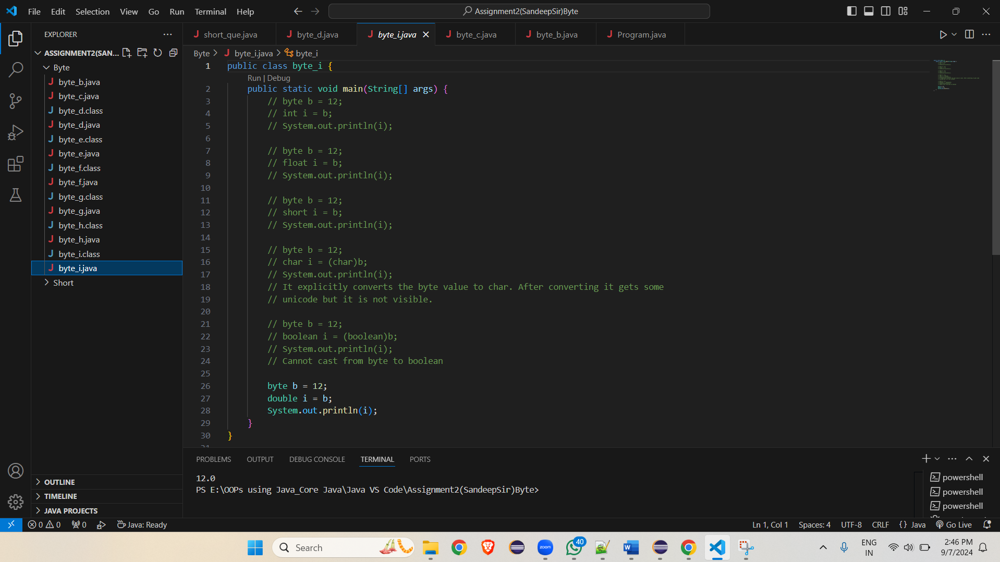 File Edit Selection View Go Run Terminal Help
Assignment2(SandeepSir)Byte
EXPLORER
ASSIGNMENT2(SAN...
Byte
byte_b.java
byte_c.java
byte_d.class
byte_d.java
byte_e.class
byte_e.java
byte_f.class
byte_f.java
byte_g.class
byte_g.java
byte_h.class
byte_h.java
byte_i.class
byte_i.java
Short
OUTLINE
TIMELINE
JAVA PROJECTS
short_que.java byte_d.java byte_i.java byte_c.java byte_b.java Program.java
Byte > byte_i.java > byte_i
1 public class byte_i {
Run | Debug
2 public static void main(String[] args) {
3 // byte b = 12;
4 // int i = b;
5 // System.out.println(i);
6
7 // byte b = 12;
8 // float i = b;
9 // System.out.println(i);
10
11 // byte b = 12;
12 // short i = b;
13 // System.out.println(i);
14
15 // byte b = 12;
16 // char i = (char)b;
17 // System.out.println(i);
18 // It explicitly converts the byte value to char. After converting it gets some
19 // unicode but it is not visible.
20
21 // byte b = 12;
22 // boolean i = (boolean)b;
23 // System.out.println(i);
24 // Cannot cast from byte to boolean
25
26 byte b = 12;
27 double i = b;
28 System.out.println(i);
29 }
30 }
31
PROBLEMS OUTPUT DEBUG CONSOLE TERMINAL PORTS
12.0
PS E:\OOPs using Java_Core Java\Java VS Code\Assignment2(SandeepSir)Byte>
powershell
powershell
powershell
0 0 0 Java: Ready
Ln 1, Col 1 Spaces: 4 UTF-8 CRLF {} Java Go Live
Search
zoom
40
ENG
IN
2:46 PM
9/7/2024